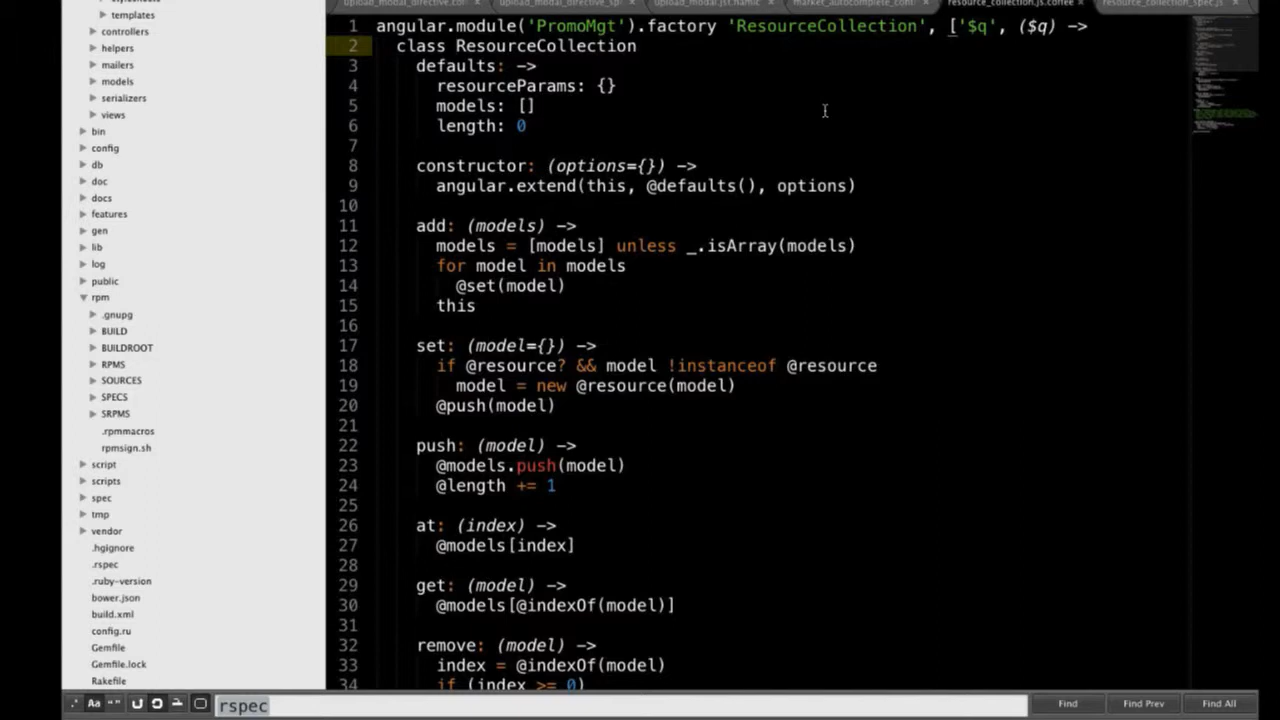 upload_modal_directive.co
upload_modal_directive_sp
upload_modal.jst.hamlc
market_autocomplete_cont
resource_collection.js.coffee
resource_collection_spec.js
templates
controllers
helpers
mailers
models
serializers
views
bin
config
db
doc
docs
features
gen
lib
log
public
rpm
.gnupg
BUILD
BUILDROOT
RPMS
SOURCES
SPECS
SRPMS
.rpmmacros
rpmsign.sh
script
scripts
spec
tmp
vendor
.hgignore
.rspec
.ruby-version
bower.json
build.xml
config.ru
Gemfile
Gemfile.lock
Rakefile
1 angular.module('PromoMgt').factory 'ResourceCollection', ['$q', ($q) ->
2 class ResourceCollection
3 defaults: ->
4 resourceParams: {}
5 models: []
6 length: 0
7
8 constructor: (options={}) ->
9 angular.extend(this, @defaults(), options)
10
11 add: (models) ->
12 models = [models] unless _.isArray(models)
13 for model in models
14 @set(model)
15 this
16
17 set: (model={}) ->
18 if @resource? && model !instanceof @resource
19 model = new @resource(model)
20 @push(model)
21
22 push: (model) ->
23 @models.push(model)
24 @length += 1
25
26 at: (index) ->
27 @models[index]
28
29 get: (model) ->
30 @models[@indexOf(model)]
31
32 remove: (model) ->
33 index = @indexOf(model)
34 if (index >= 0)
.* Aa “” rspec Find Find Prev Find All